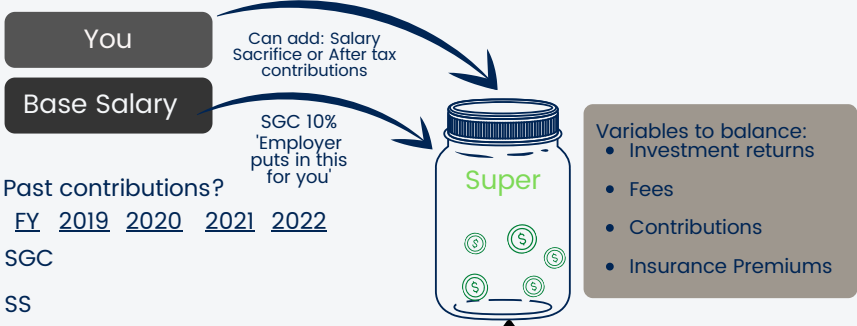 You
Can add: Salary
Sacrifice or After tax
contributions
Base Salary
SGC 10%
'Employer
puts in this
for you'
Past contributions?
FY 2019 2020 2021 2022
SGC
SS
Super
Variables to balance:
• Investment returns
• Fees
• Contributions
• Insurance Premiums